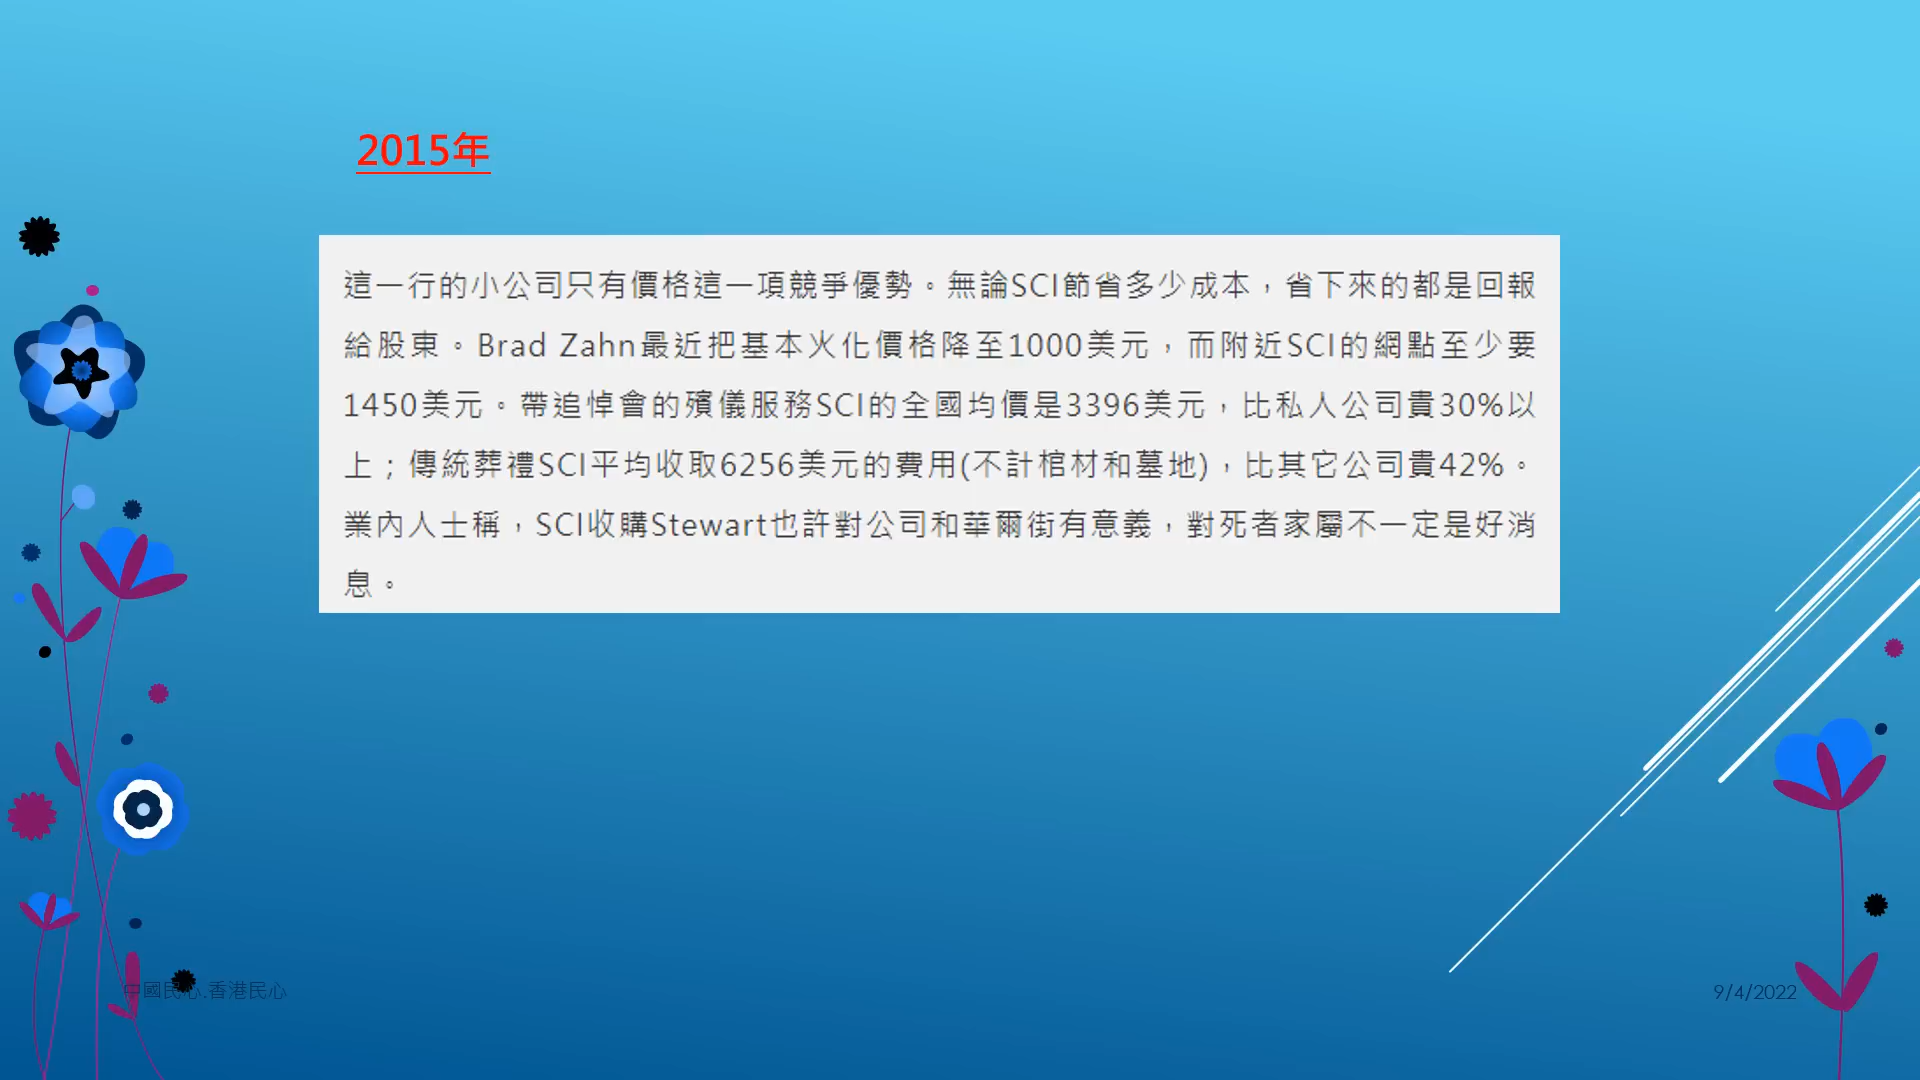 2015年
這一行的小公司只有價格這一項競爭優勢。無論SCI節省多少成本，省下來的都是回報
給股東。Brad Zahn最近把基本火化價格降至1000美元，而附近SCI的網點至少要
1450美元。帶追悼會的殯儀服務SCI的全國均價是3396美元，比私人公司貴30%以
上；傳統葬禮SCI平均收取6256美元的費用(不計棺材和墓地)，比其它公司貴42%。
業內人士稱，SCI收購Stewart也許對公司和華爾街有意義，對死者家屬不一定是好消
息。
中國民心.香港民心
9/4/2022